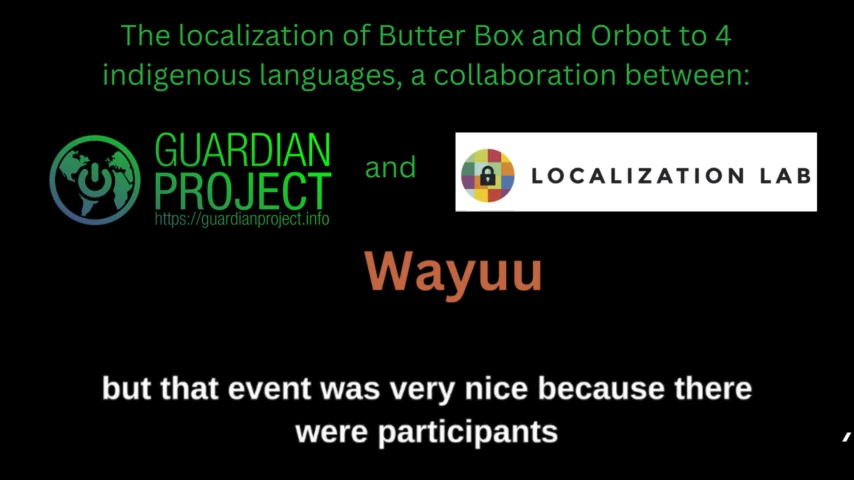 The localization of Butter Box and Orbot to 4
indigenous languages, a collaboration between:
GUARDIAN
PROJECT
https://guardianproject.info
and
LOCALIZATION LAB
Wayuu
but that event was very nice because there
were participants